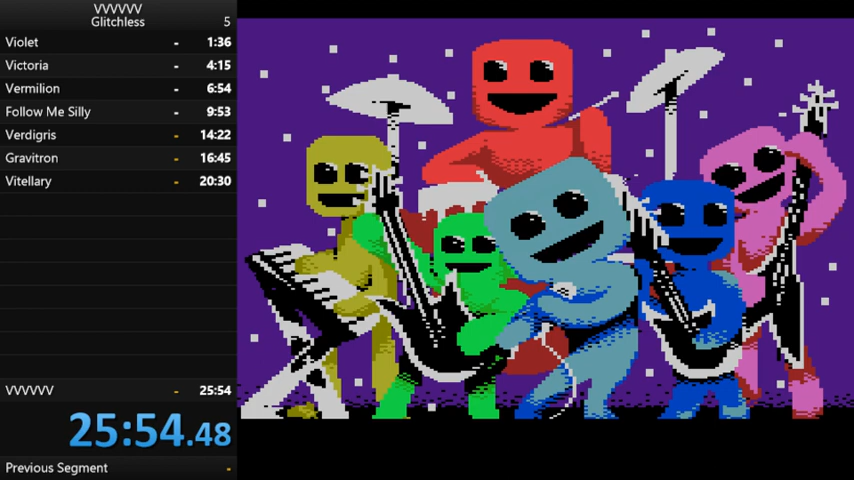 VVVVVV
Glitchless 5
Violet - 1:36
Victoria - 4:15
Vermilion - 6:54
Follow Me Silly - 9:53
Verdigris - 14:22
Gravitron - 16:45
Vitellary - 20:30
VVVVVV - 25:54
25:54.48
Previous Segment -